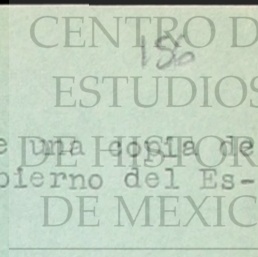 CENTRO D
186
ESTUDIOS
e una copia de
DE HISTOR
bierno del Es-
DE MEXIC